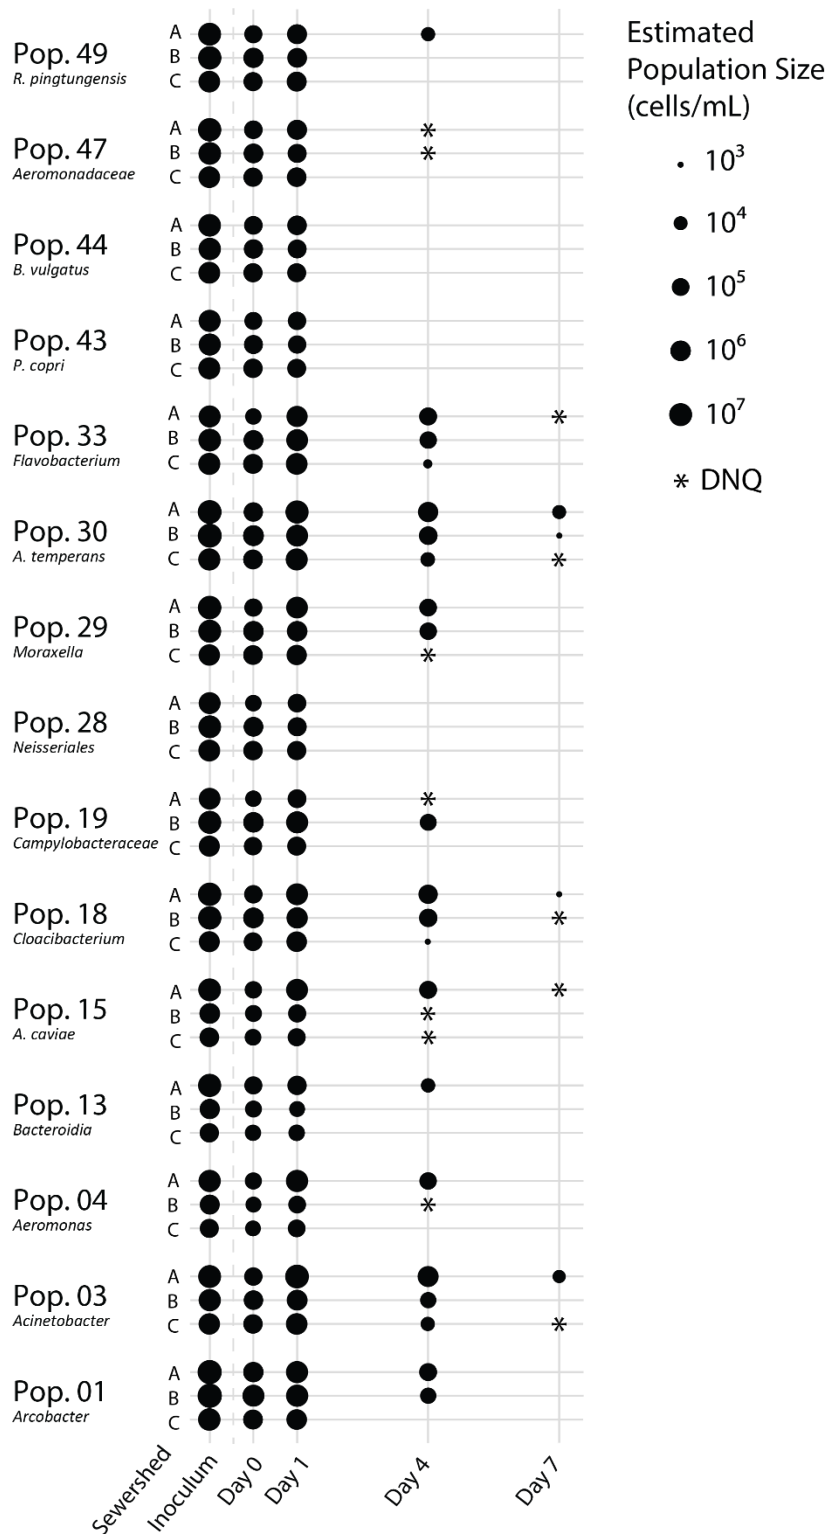 Estimated
Population Size
(cells/mL)
10³
10⁴
10⁵
10⁶
10⁷
* DNQ
Pop. 49
R. pingtungensis
A
B
C
Pop. 47
Aeromonadaceae
A
B
C
Pop. 44
B. vulgatus
A
B
C
Pop. 43
P. copri
A
B
C
Pop. 33
Flavobacterium
A
B
C
Pop. 30
A. temperans
A
B
C
Pop. 29
Moraxella
A
B
C
Pop. 28
Neisseriales
A
B
C
Pop. 19
Campylobacteraceae
A
B
C
Pop. 18
Cloacibacterium
A
B
C
Pop. 15
A. caviae
A
B
C
Pop. 13
Bacteroidia
A
B
C
Pop. 04
Aeromonas
A
B
C
Pop. 03
Acinetobacter
A
B
C
Pop. 01
Arcobacter
A
B
C
Sewershed
Inoculum
Day 0
Day 1
Day 4
Day 7